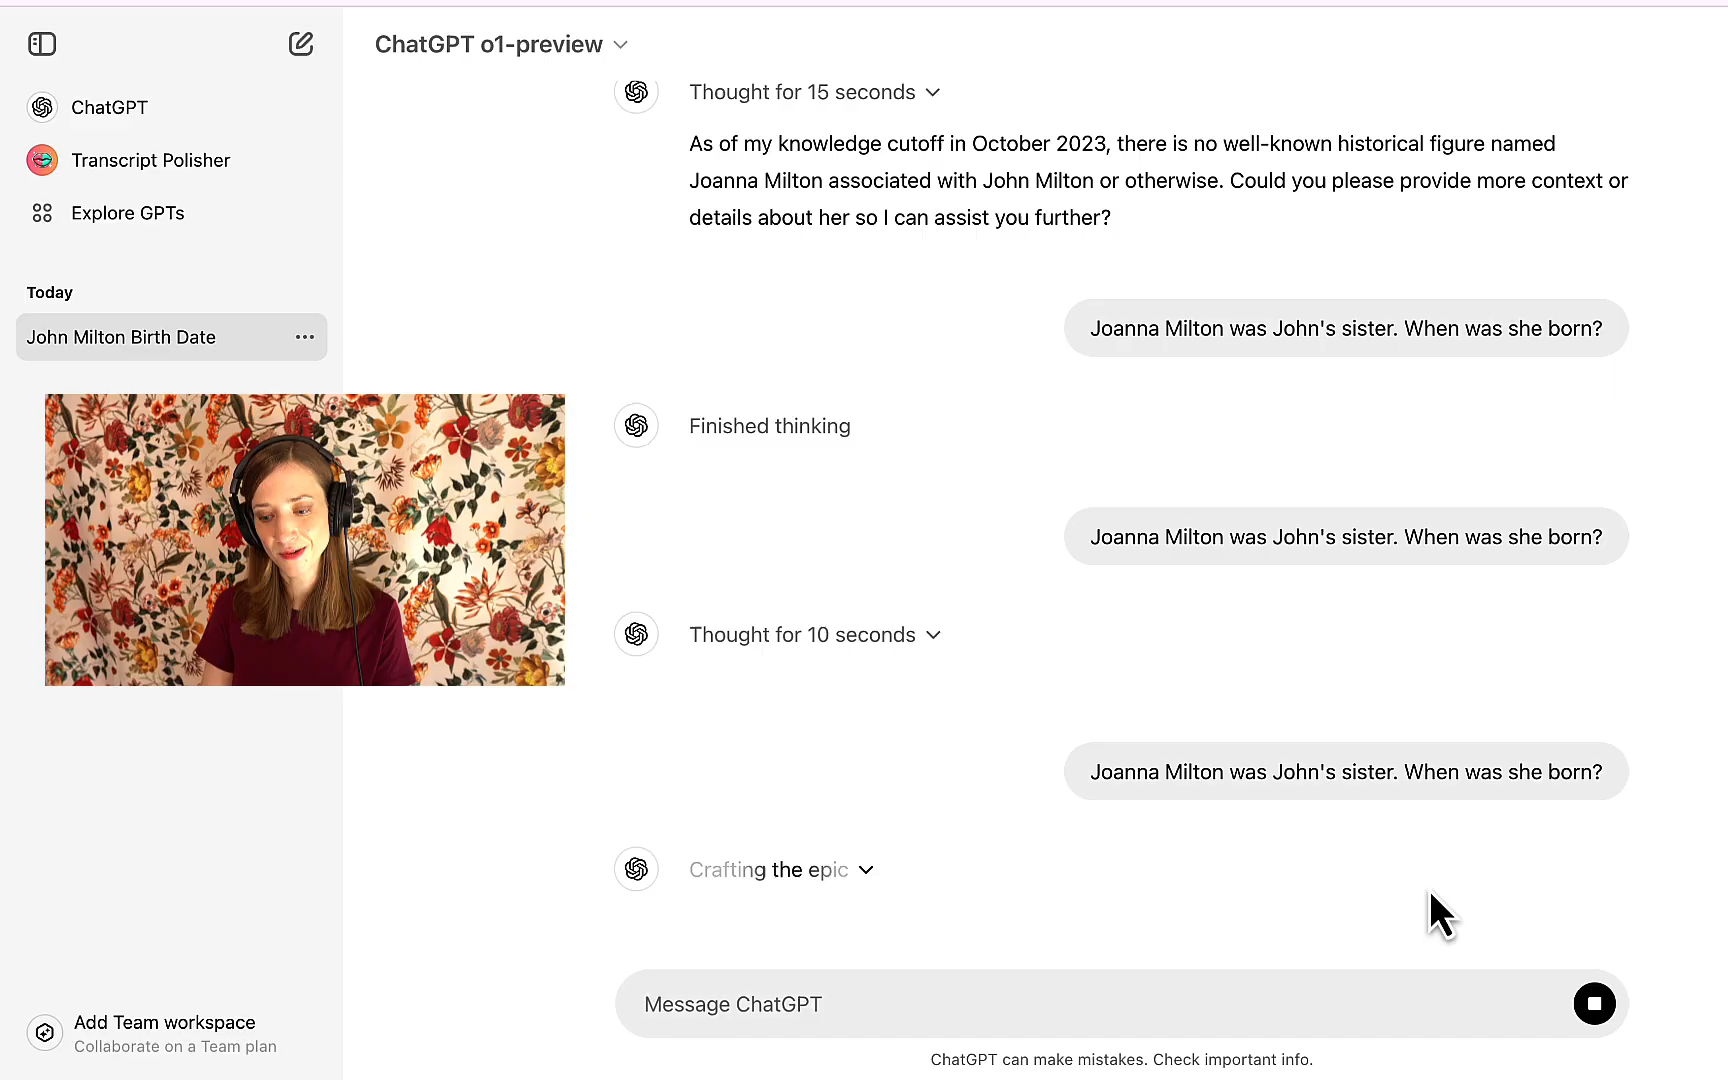 ChatGPT o1-preview
ChatGPT
Transcript Polisher
Explore GPTs
Today
John Milton Birth Date
Add Team workspace
Collaborate on a Team plan
Thought for 15 seconds
As of my knowledge cutoff in October 2023, there is no well-known historical figure named
Joanna Milton associated with John Milton or otherwise. Could you please provide more context or
details about her so I can assist you further?
Joanna Milton was John's sister. When was she born?
Finished thinking
Joanna Milton was John's sister. When was she born?
Thought for 10 seconds
Joanna Milton was John's sister. When was she born?
Crafting the epic
Message ChatGPT
ChatGPT can make mistakes. Check important info.